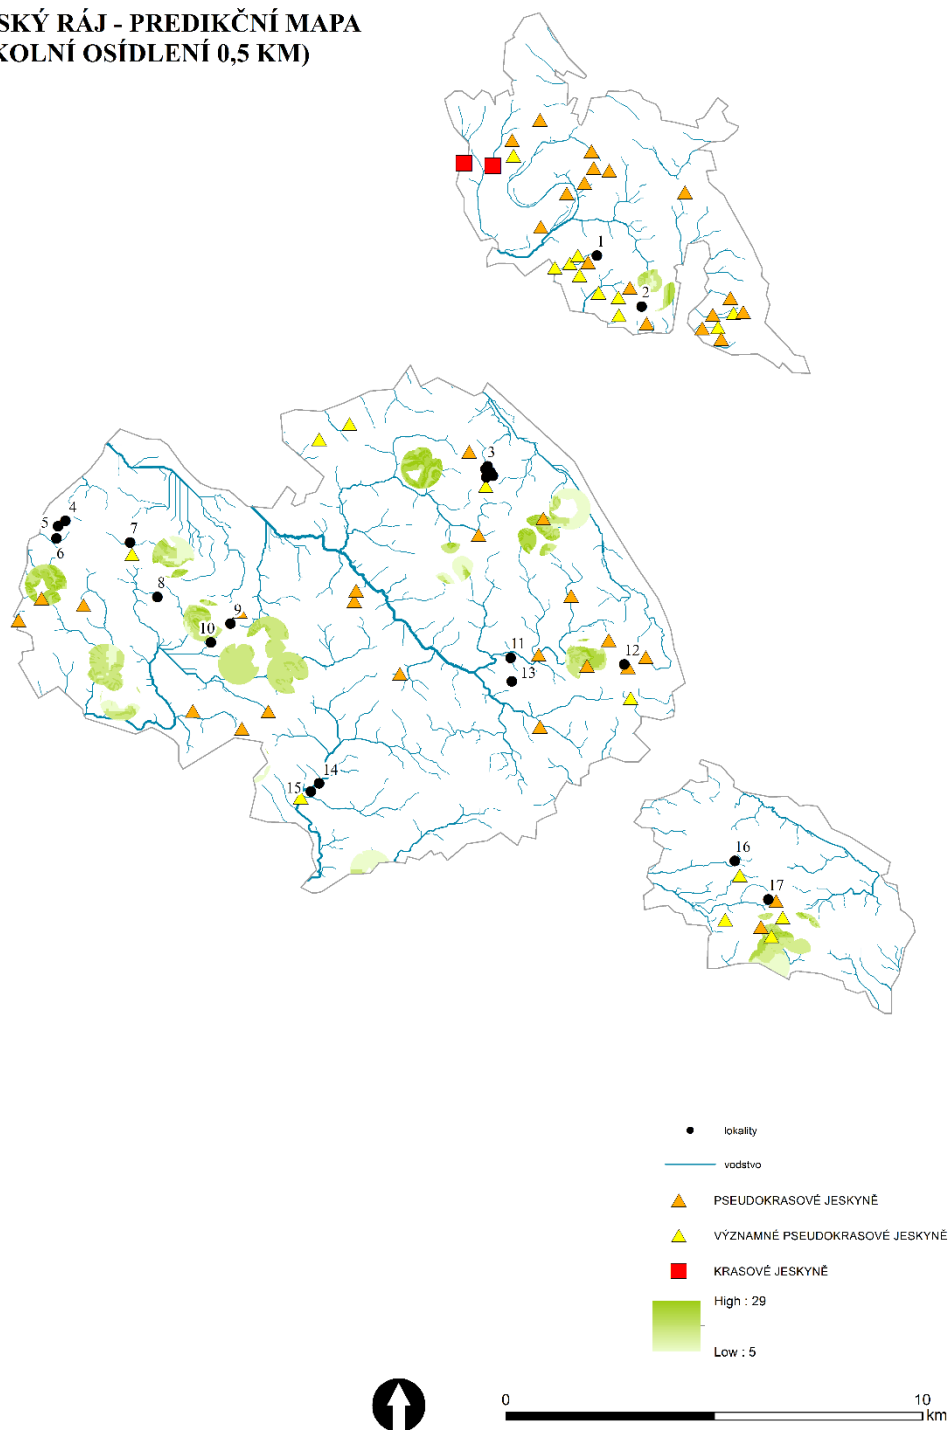 SKÝ RÁJ - PREDIKČNÍ MAPA
KOLNÍ OSÍDLENÍ 0,5 KM)
1
2
3
4
5
6
7
8
9
10
11
12
13
14
15
16
17
lokality
vodstvo
PSEUDOKRASOVÉ JESKYNĚ
VÝZNAMNÉ PSEUDOKRASOVÉ JESKYNĚ
KRASOVÉ JESKYNĚ
High : 29
Low : 5
0
10
km